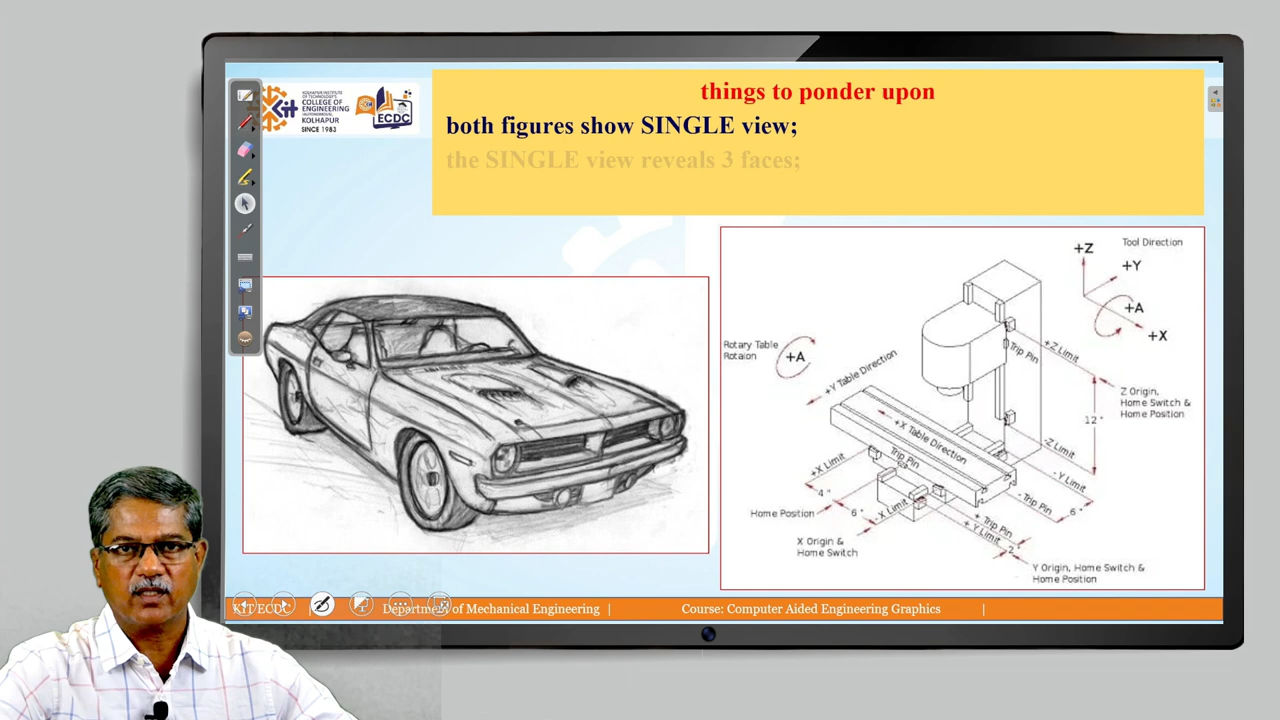 KOLHAPUR INSTITUTE
OF TECHNOLOGY'S
COLLEGE OF
ENGINEERING
(AUTONOMOUS),
KOLHAPUR
SINCE 1983
KIT
ECDC
things to ponder upon
both figures show SINGLE view;
the SINGLE view reveals 3 faces;
+Z
Tool Direction
+Y
+A
+X
Rotary Table
Rotaion
+A
+Y Table Direction
Trip Pin
+Z Limit
Z Origin,
Home Switch &
Home Position
12"
+X Table Direction
Trip Pin
+X Limit
-Z Limit
- Y Limit
4"
- Trip Pin
6"
Home Position
6"
-X Limit
+ Trip Pin
+ Y Limit
2"
X Origin &
Home Switch
Y Origin, Home Switch &
Home Position
KIT ECDC | Department of Mechanical Engineering | Course: Computer Aided Engineering Graphics |